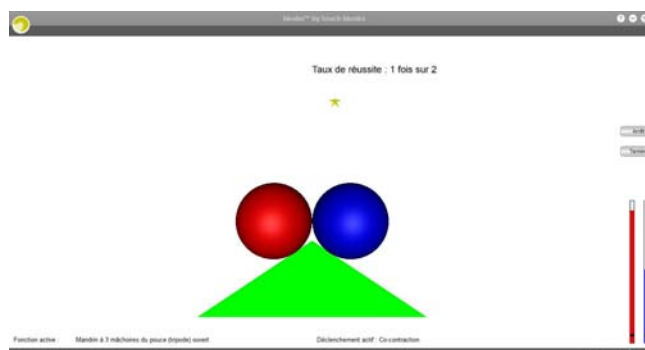 Taux de réussite : 1 fois sur 2
Arrêt
Fonction active : Mandrin à 3 mâchoires du pouce (tripode) ouvert Déclenchement actif : Co-contraction